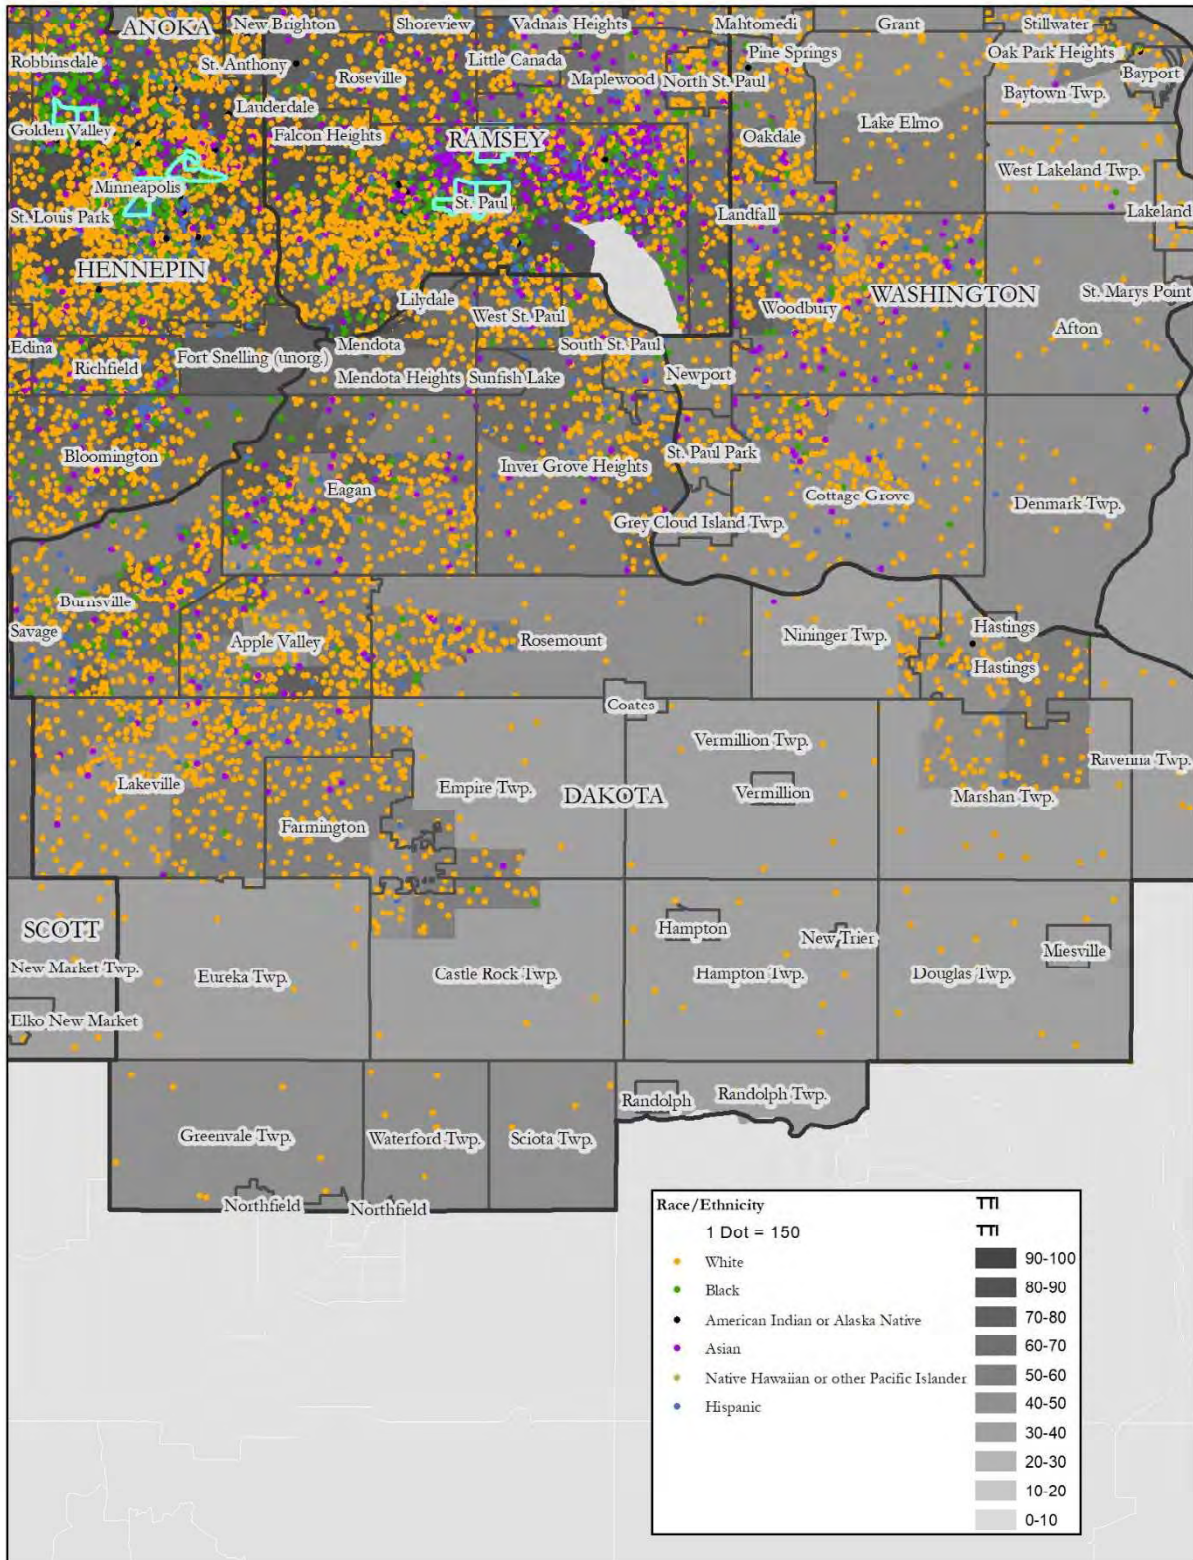 ANOKA
New Brighton
Shoreview
Vadnais Heights
Mahtomedi
Grant
Stillwater
Robbinsdale
St. Anthony
Roseville
Little Canada
Maplewood
North St. Paul
Pine Springs
Oak Park Heights
Bayport
Baytown Twp.
Lauderdale
Golden Valley
Falcon Heights
RAMSEY
Oakdale
Lake Elmo
West Lakeland Twp.
Minneapolis
St. Louis Park
St. Paul
Landfall
Lakeland
HENNEPIN
Lilydale
West St. Paul
Woodbury
WASHINGTON
St. Marys Point
Afton
Edina
Richfield
Fort Snelling (unorg.)
Mendota
Mendota Heights
Sunfish Lake
South St. Paul
Newport
Bloomington
Eagan
Inver Grove Heights
St. Paul Park
Cottage Grove
Grey Cloud Island Twp.
Denmark Twp.
Burnsville
Savage
Apple Valley
Rosemount
Nininger Twp.
Hastings
Hastings
Coates
Vermillion Twp.
Ravenna Twp.
Lakeville
Empire Twp.
DAKOTA
Vermillion
Marshan Twp.
Farmington
SCOTT
New Market Twp.
Eureka Twp.
Castle Rock Twp.
Hampton
Hampton Twp.
New Trier
Douglas Twp.
Miesville
Elko New Market
Randolph
Randolph Twp.
Greenvale Twp.
Waterford Twp.
Sciota Twp.
Northfield
Northfield
Race/Ethnicity
1 Dot = 150
White
Black
American Indian or Alaska Native
Asian
Native Hawaiian or other Pacific Islander
Hispanic
TTI
TTI
90-100
80-90
70-80
60-70
50-60
40-50
30-40
20-30
10-20
0-10